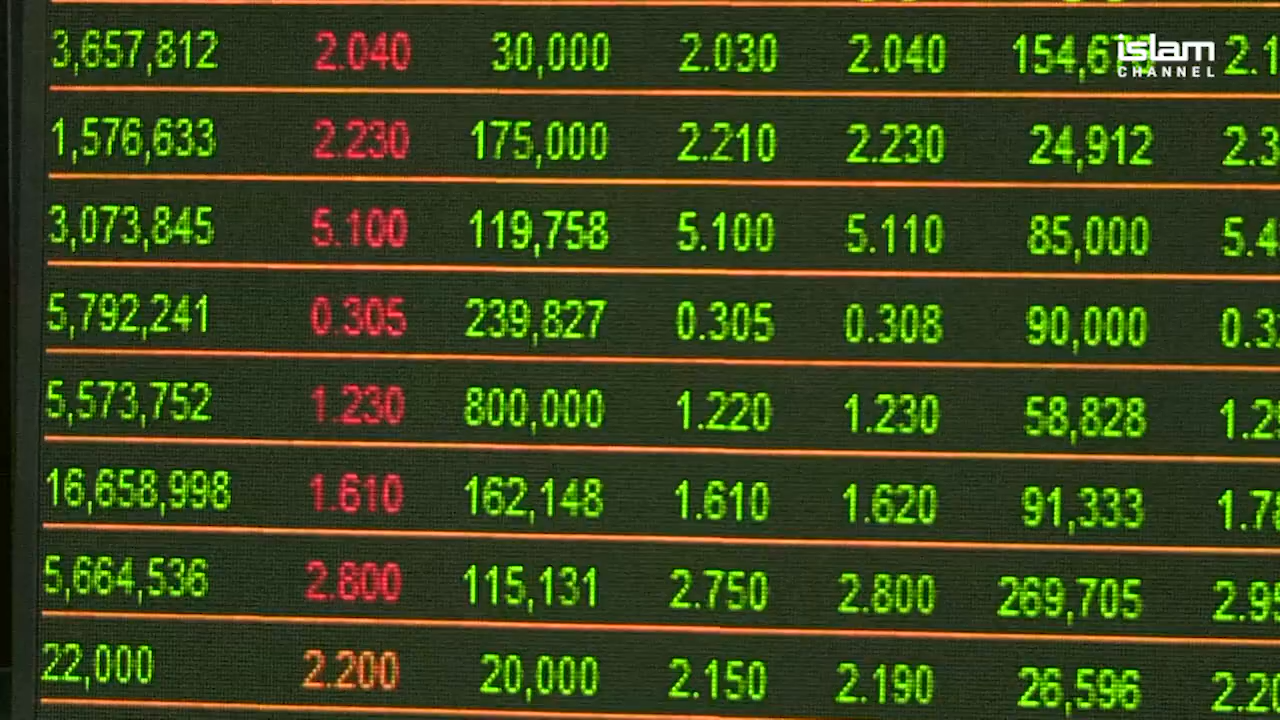 3,657,812 2.040 30,000 2.030 2.040
islam
CHANNEL
1,576,633 2.230 175,000 2.210 2.230 24,912
3,073,845 5.100 119,758 5.100 5.110 85,000
5,792,241 0.305 239,827 0.305 0.308 90,000
5,573,752 1.230 800,000 1.220 1.230 58,828
16,658,998 1.610 162,148 1.610 1.620 91,333
5,664,536 2.800 115,131 2.750 2.800 269,705
22,000 2.200 20,000 2.150 2.190 26,596